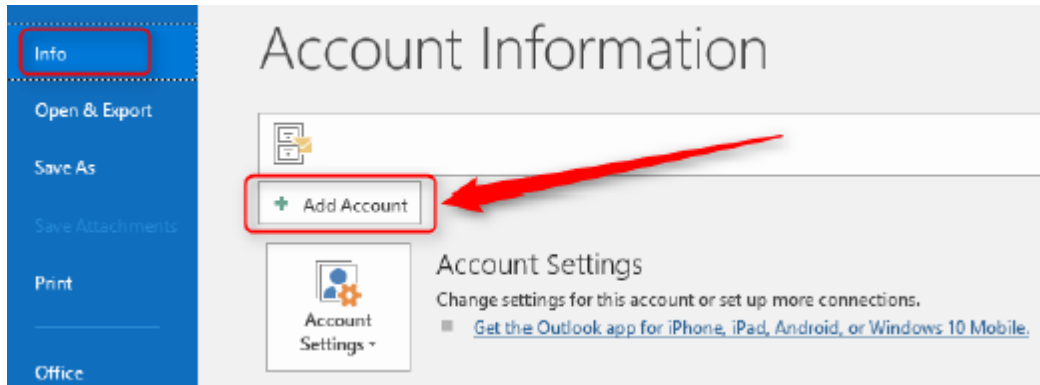 Info
Open & Export
Save As
Save Attachments
Print
Office
Account Information
+ Add Account
Account
Settings
Account Settings
Change settings for this account or set up more connections.
Get the Outlook app for iPhone, iPad, Android, or Windows 10 Mobile.